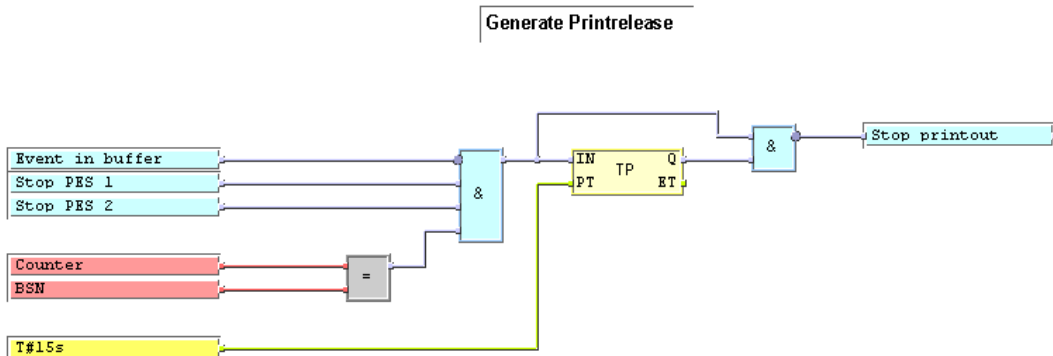 Generate Printrelease
Event in buffer
Stop PES 1
Stop PES 2
&
Counter
BSN
=
T#15s
IN
Q
TP
PT
ET
&
Stop printout